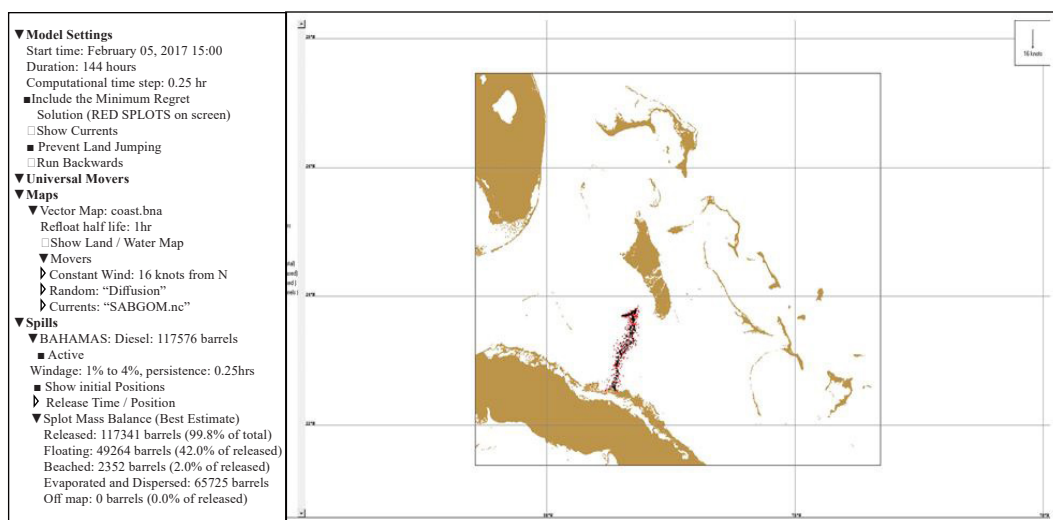 ▼Model Settings
Start time: February 05, 2017 15:00
Duration: 144 hours
Computational time step: 0.25 hr
■Include the Minimum Regret
Solution (RED SPLOTS on screen)
□Show Currents
■ Prevent Land Jumping
□Run Backwards
▼Universal Movers
▼Maps
▼Vector Map: coast.bna
Refloat half life: 1hr
□Show Land / Water Map
▼Movers
Constant Wind: 16 knots from N
Random: “Diffusion”
Currents: “SABGOM.nc”
▼Spills
▼BAHAMAS: Diesel: 117576 barrels
■ Active
Windage: 1% to 4%, persistence: 0.25hrs
■ Show initial Positions
Release Time / Position
▼Splot Mass Balance (Best Estimate)
Released: 117341 barrels (99.8% of total)
Floating: 49264 barrels (42.0% of released)
Beached: 2352 barrels (2.0% of released)
Evaporated and Dispersed: 65725 barrels
Off map: 0 barrels (0.0% of released)
16 knots